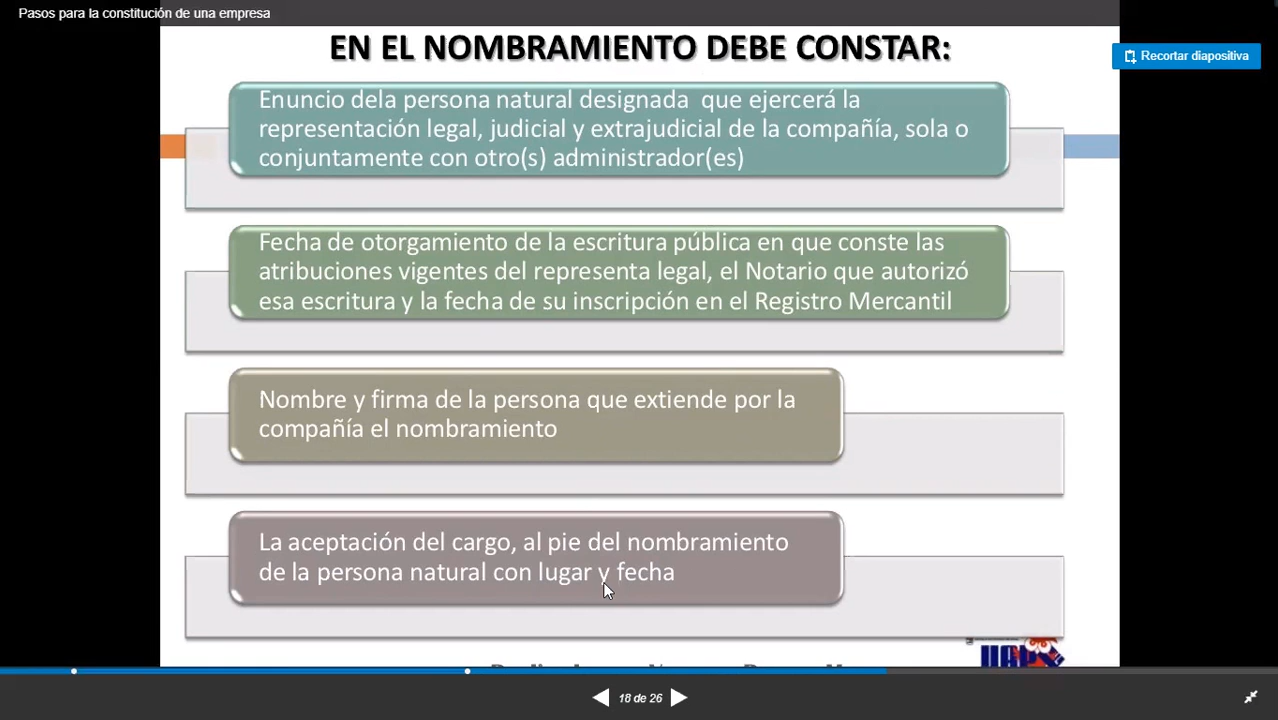 Pasos para la constitución de una empresa
EN EL NOMBRAMIENTO DEBE CONSTAR:
Recortar diapositiva
Enuncio dela persona natural designada que ejercerá la
representación legal, judicial y extrajudicial de la compañía, sola o
conjuntamente con otro(s) administrador(es)
Fecha de otorgamiento de la escritura pública en que conste las
atribuciones vigentes del representa legal, el Notario que autorizó
esa escritura y la fecha de su inscripción en el Registro Mercantil
Nombre y firma de la persona que extiende por la
compañía el nombramiento
La aceptación del cargo, al pie del nombramiento
de la persona natural con lugar y fecha
18 de 26